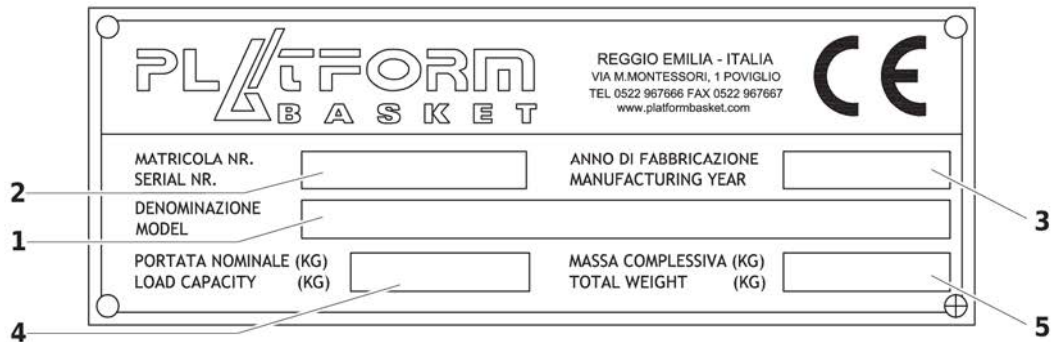 PLATFORM
BASKET
REGGIO EMILIA - ITALIA
VIA M.MONTESSORI, 1 POVIGLIO
TEL 0522 967666 FAX 0522 967667
www.platformbasket.com
CE
MATRICOLA NR.
SERIAL NR.
2
ANNO DI FABBRICAZIONE
MANUFACTURING YEAR
3
DENOMINAZIONE
MODEL
1
PORTATA NOMINALE (KG)
LOAD CAPACITY (KG)
4
MASSA COMPLESSIVA (KG)
TOTAL WEIGHT (KG)
5